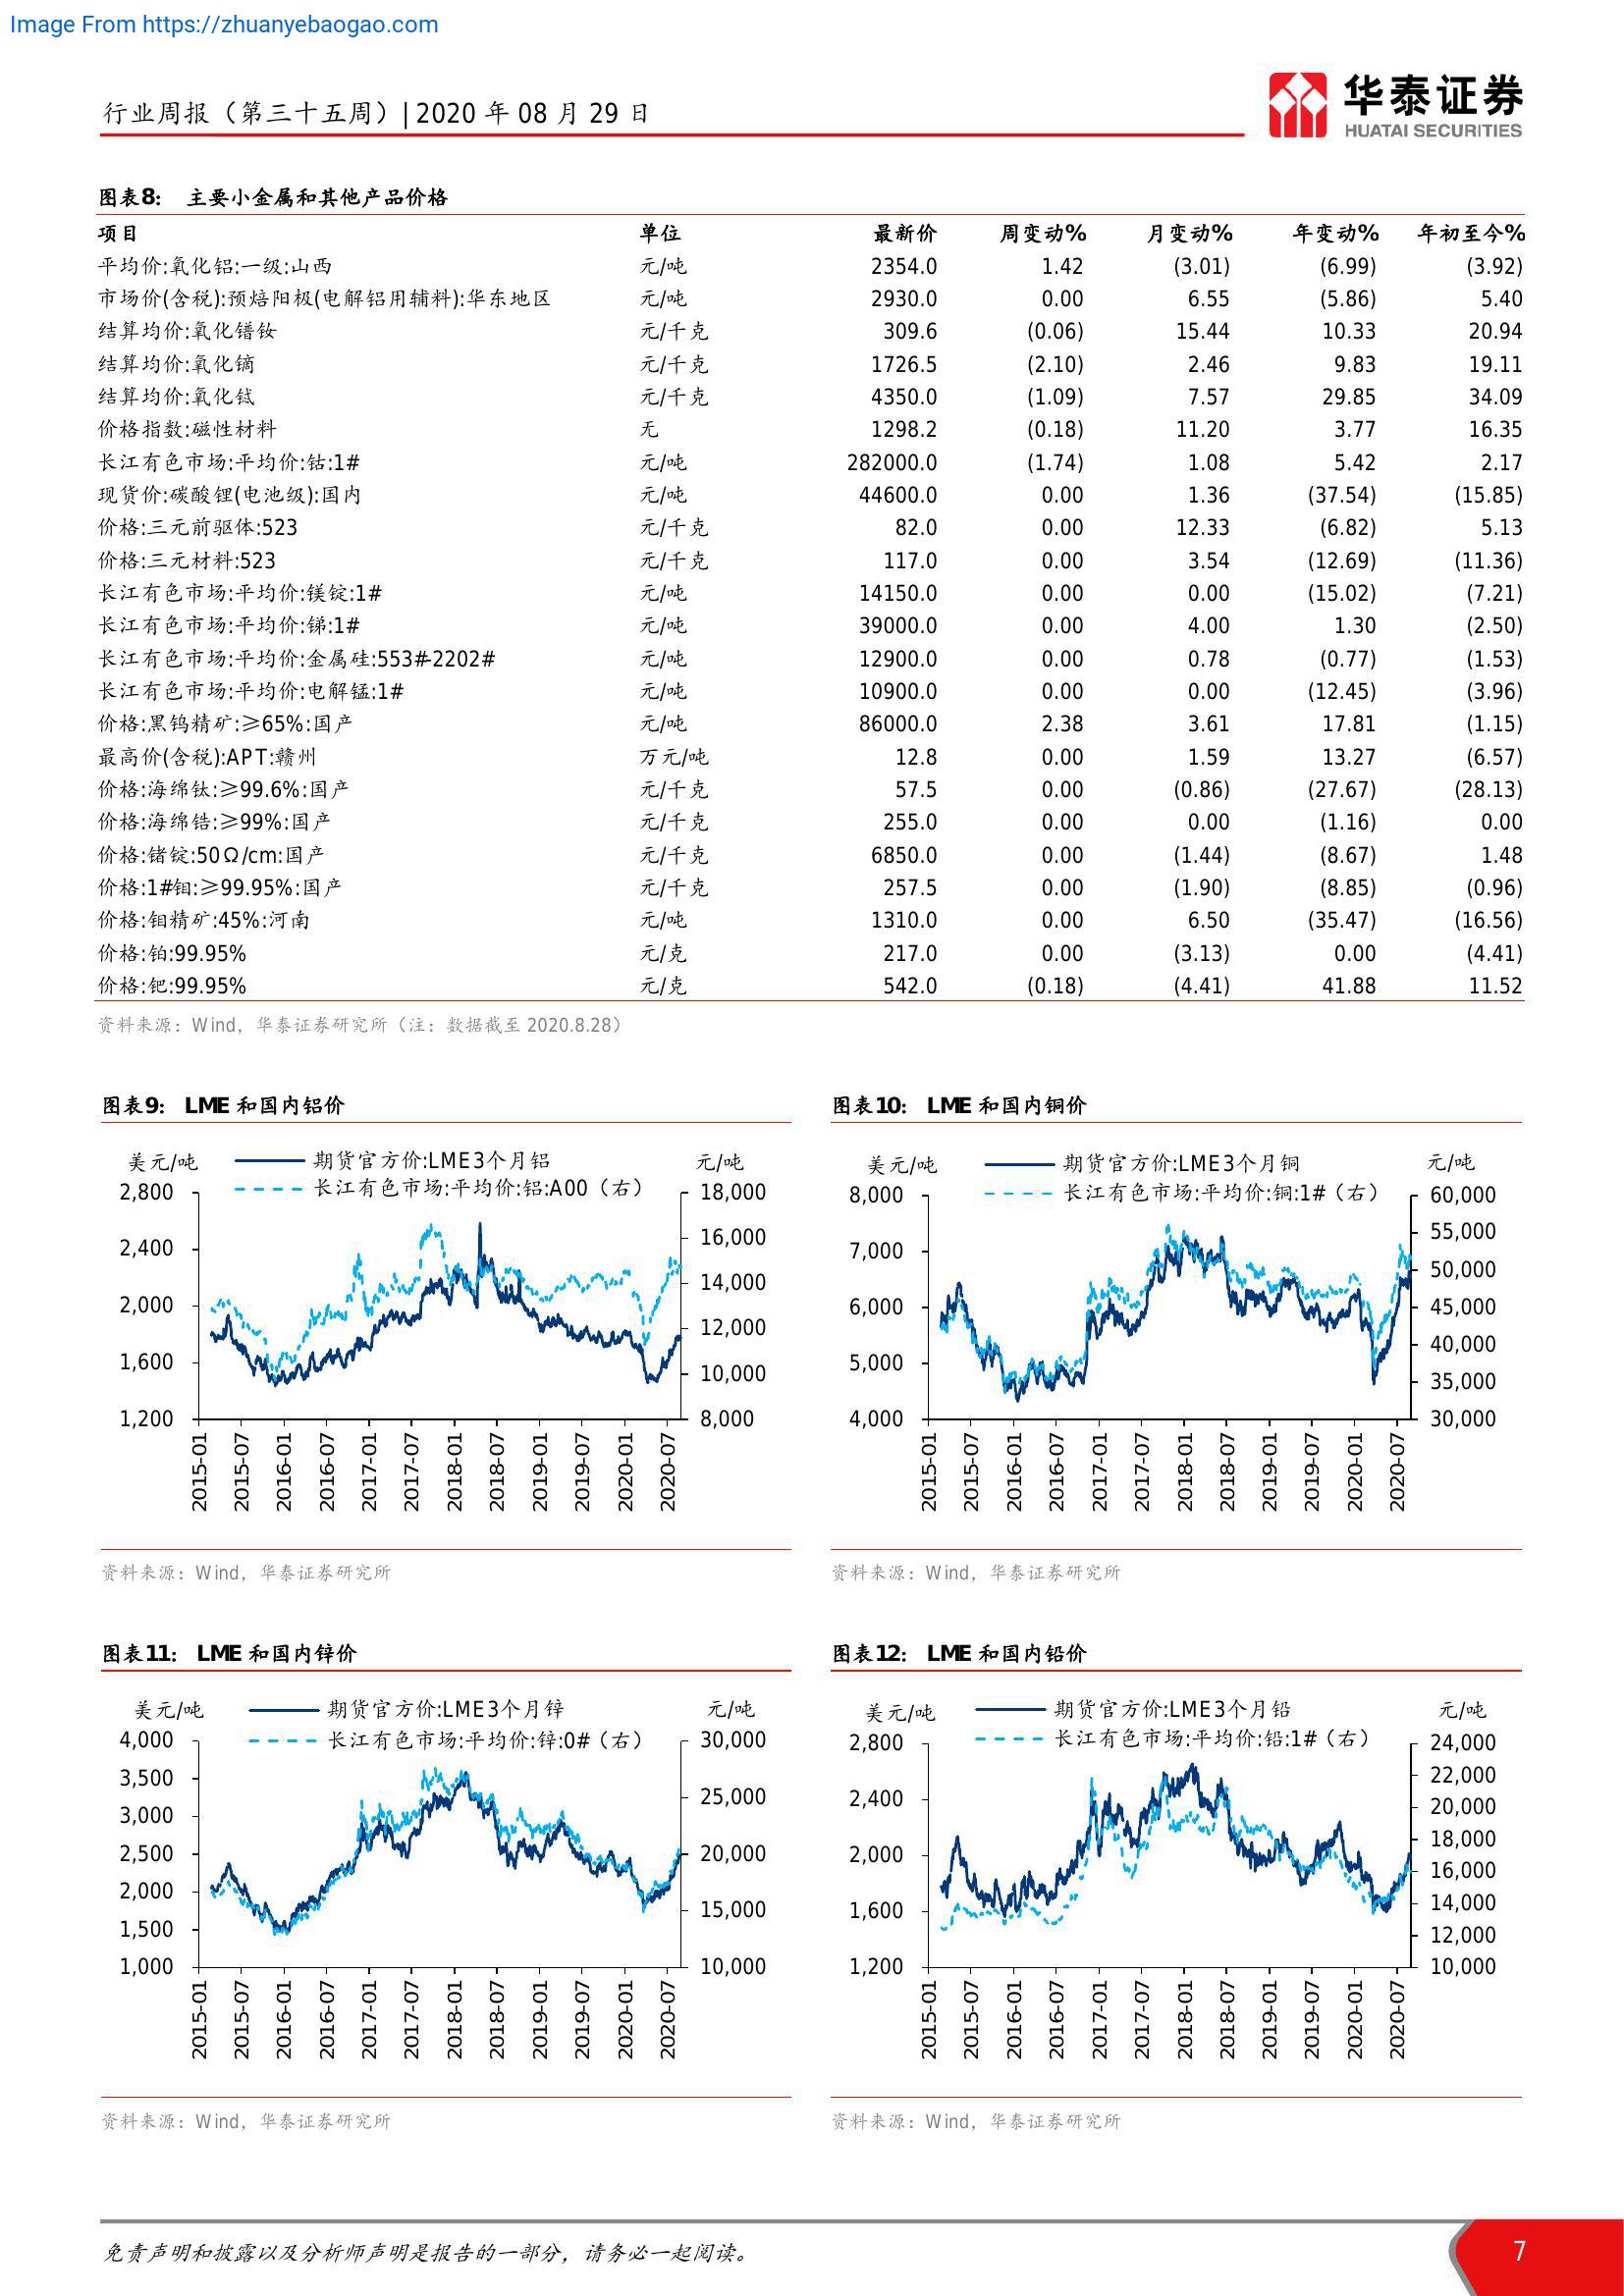 Image From https://zhuanyebaogao.com
行业周报（第三十五周）| 2020 年 08 月 29 日
华泰证券
HUATAI SECURITIES
图表8： 主要小金属和其他产品价格
项目 单位 最新价 周变动% 月变动% 年变动% 年初至今%
平均价:氧化铝:一级:山西 元/吨 2354.0 1.42 (3.01) (6.99) (3.92)
市场价(含税):预焙阳极(电解铝用辅料):华东地区 元/吨 2930.0 0.00 6.55 (5.86) 5.40
结算均价:氧化镨钕 元/千克 309.6 (0.06) 15.44 10.33 20.94
结算均价:氧化镝 元/千克 1726.5 (2.10) 2.46 9.83 19.11
结算均价:氧化铽 元/千克 4350.0 (1.09) 7.57 29.85 34.09
价格指数:磁性材料 无 1298.2 (0.18) 11.20 3.77 16.35
长江有色市场:平均价:钴:1# 元/吨 282000.0 (1.74) 1.08 5.42 2.17
现货价:碳酸锂(电池级):国内 元/吨 44600.0 0.00 1.36 (37.54) (15.85)
价格:三元前驱体:523 元/千克 82.0 0.00 12.33 (6.82) 5.13
价格:三元材料:523 元/千克 117.0 0.00 3.54 (12.69) (11.36)
长江有色市场:平均价:镁锭:1# 元/吨 14150.0 0.00 0.00 (15.02) (7.21)
长江有色市场:平均价:锑:1# 元/吨 39000.0 0.00 4.00 1.30 (2.50)
长江有色市场:平均价:金属硅:553#-2202# 元/吨 12900.0 0.00 0.78 (0.77) (1.53)
长江有色市场:平均价:电解锰:1# 元/吨 10900.0 0.00 0.00 (12.45) (3.96)
价格:黑钨精矿:≥65%:国产 元/吨 86000.0 2.38 3.61 17.81 (1.15)
最高价(含税):APT:赣州 万元/吨 12.8 0.00 1.59 13.27 (6.57)
价格:海绵钛:≥99.6%:国产 元/千克 57.5 0.00 (0.86) (27.67) (28.13)
价格:海绵锆:≥99%:国产 元/千克 255.0 0.00 0.00 (1.16) 0.00
价格:锗锭:50Ω/cm:国产 元/千克 6850.0 0.00 (1.44) (8.67) 1.48
价格:1#钼:≥99.95%:国产 元/千克 257.5 0.00 (1.90) (8.85) (0.96)
价格:钼精矿:45%:河南 元/吨 1310.0 0.00 6.50 (35.47) (16.56)
价格:铂:99.95% 元/克 217.0 0.00 (3.13) 0.00 (4.41)
价格:钯:99.95% 元/克 542.0 (0.18) (4.41) 41.88 11.52
资料来源：Wind，华泰证券研究所（注：数据截至 2020.8.28）
图表9： LME 和国内铝价
美元/吨 期货官方价:LME3个月铝 元/吨
长江有色市场:平均价:铝:A00（右）
2,800
2,400
2,000
1,600
1,200
18,000
16,000
14,000
12,000
10,000
8,000
2015-01 2015-07 2016-01 2016-07 2017-01 2017-07 2018-01 2018-07 2019-01 2019-07 2020-01 2020-07
资料来源：Wind，华泰证券研究所
图表10： LME 和国内铜价
美元/吨 期货官方价:LME3个月铜 元/吨
长江有色市场:平均价:铜:1#（右）
8,000
7,000
6,000
5,000
4,000
60,000
55,000
50,000
45,000
40,000
35,000
30,000
2015-01 2015-07 2016-01 2016-07 2017-01 2017-07 2018-01 2018-07 2019-01 2019-07 2020-01 2020-07
资料来源：Wind，华泰证券研究所
图表11： LME 和国内锌价
美元/吨 期货官方价:LME3个月锌 元/吨
长江有色市场:平均价:锌:0#（右）
4,000
3,500
3,000
2,500
2,000
1,500
1,000
30,000
25,000
20,000
15,000
10,000
2015-01 2015-07 2016-01 2016-07 2017-01 2017-07 2018-01 2018-07 2019-01 2019-07 2020-01 2020-07
资料来源：Wind，华泰证券研究所
图表12： LME 和国内铅价
美元/吨 期货官方价:LME3个月铅 元/吨
长江有色市场:平均价:铅:1#（右）
2,800
2,400
2,000
1,600
1,200
24,000
22,000
20,000
18,000
16,000
14,000
12,000
10,000
2015-01 2015-07 2016-01 2016-07 2017-01 2017-07 2018-01 2018-07 2019-01 2019-07 2020-01 2020-07
资料来源：Wind，华泰证券研究所
免责声明和披露以及分析师声明是报告的一部分，请务必一起阅读。
7